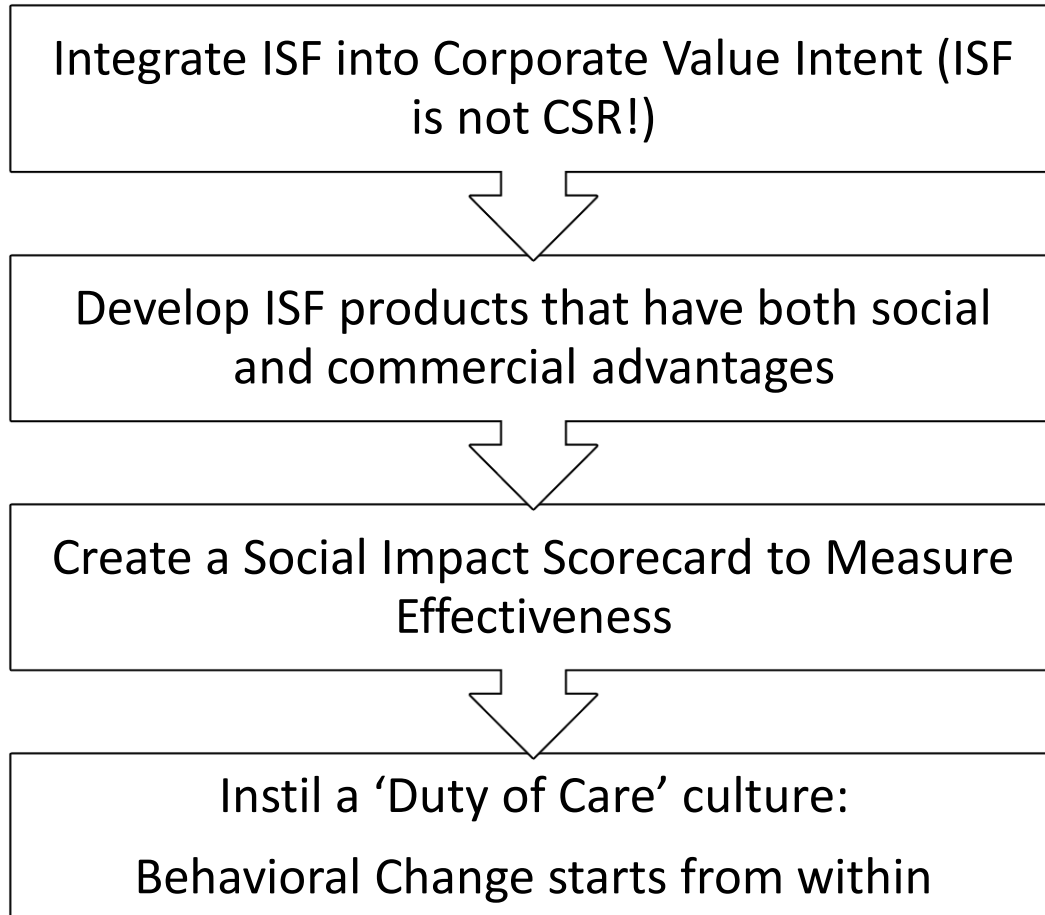 Integrate ISF into Corporate Value Intent (ISF
is not CSR!)
Develop ISF products that have both social
and commercial advantages
Create a Social Impact Scorecard to Measure
Effectiveness
Instil a ‘Duty of Care’ culture:
Behavioral Change starts from within